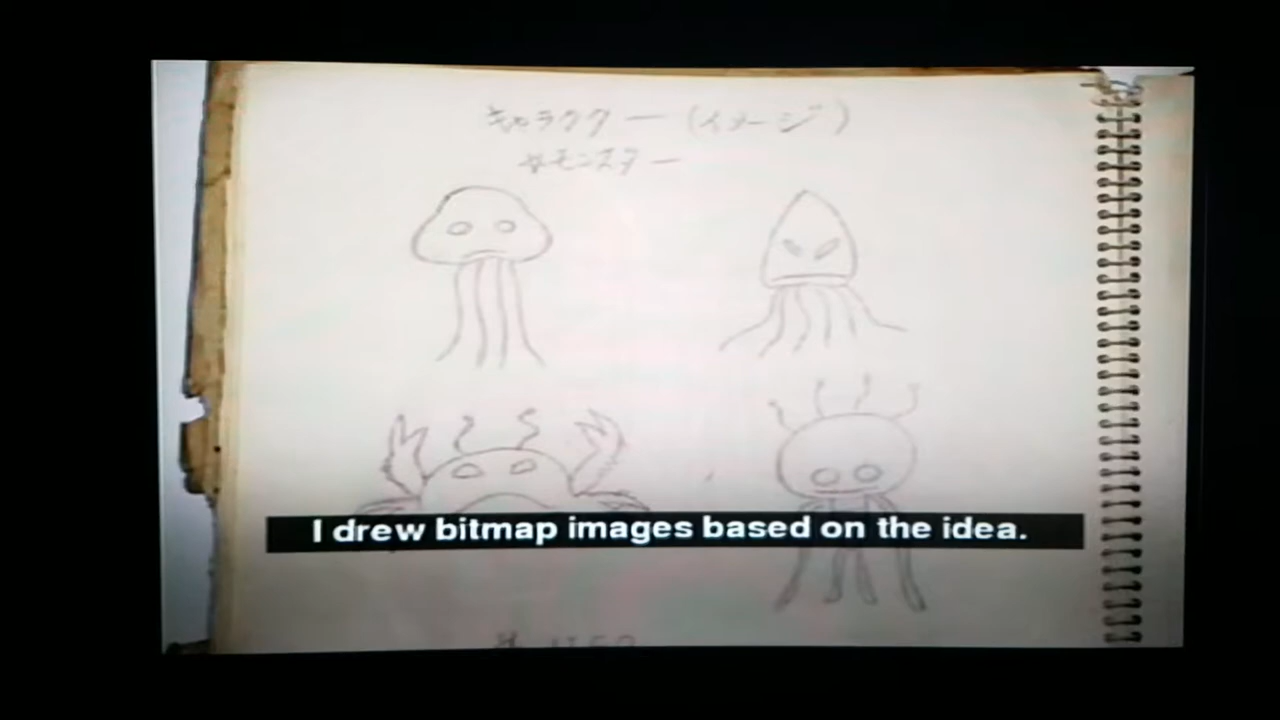 キャラクター(イメージ)
＊モンスター
I drew bitmap images based on the idea.
UFO